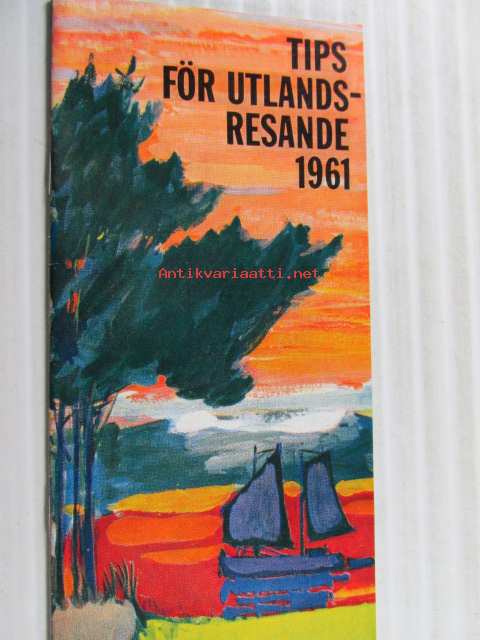 TIPS
FÖR UTLANDS-
RESANDE
1961
Antikvariaatti.net